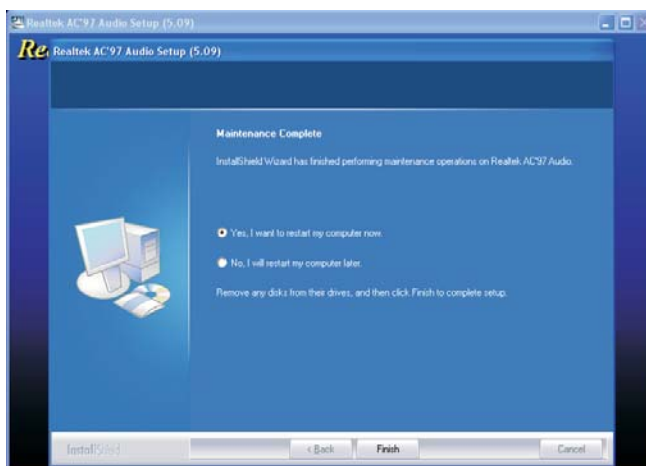 Realtek AC'97 Audio Setup (5.09)
Re
Realtek AC'97 Audio Setup (5.09)
Maintenance Complete
InstallShield Wizard has finished performing maintenance operations on Realtek AC'97 Audio.
Yes, I want to restart my computer now.
No, I will restart my computer later.
Remove any disks from their drives, and then click Finish to complete setup.
InstallShield
< Back
Finish
Cancel